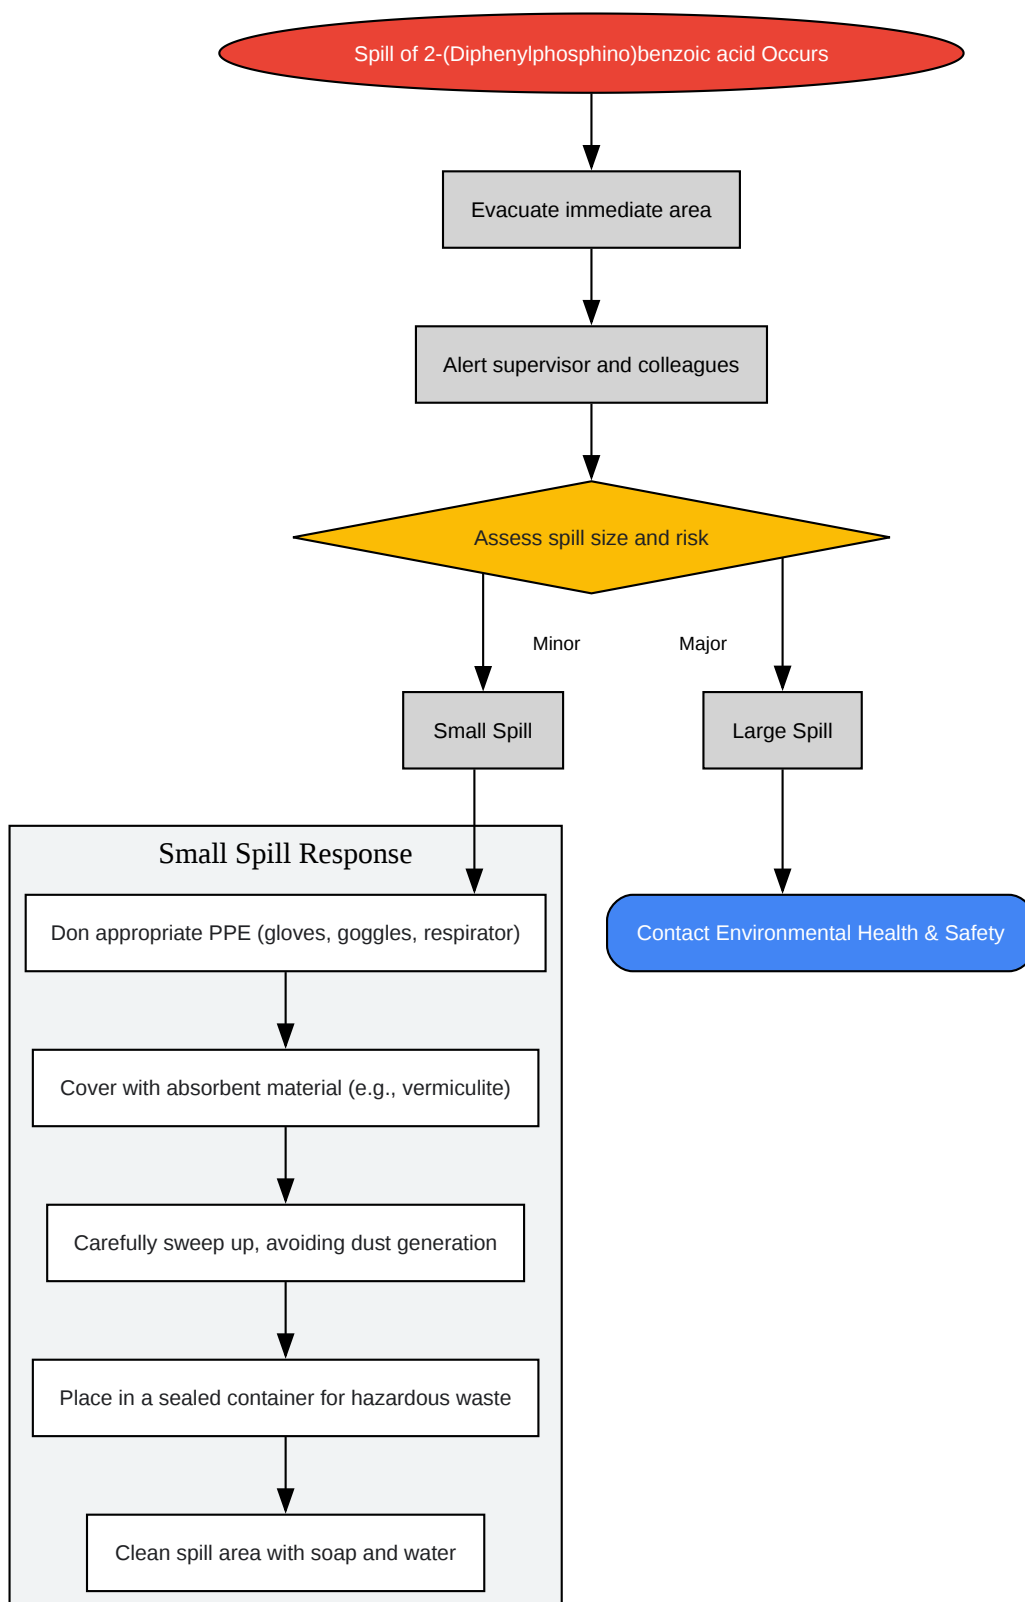 Spill of 2-(Diphenylphosphino)benzoic acid Occurs
Evacuate immediate area
Alert supervisor and colleagues
Assess spill size and risk
Minor
Major
Small Spill
Large Spill
Small Spill Response
Don appropriate PPE (gloves, goggles, respirator)
Contact Environmental Health & Safety
Cover with absorbent material (e.g., vermiculite)
Carefully sweep up, avoiding dust generation
Place in a sealed container for hazardous waste
Clean spill area with soap and water